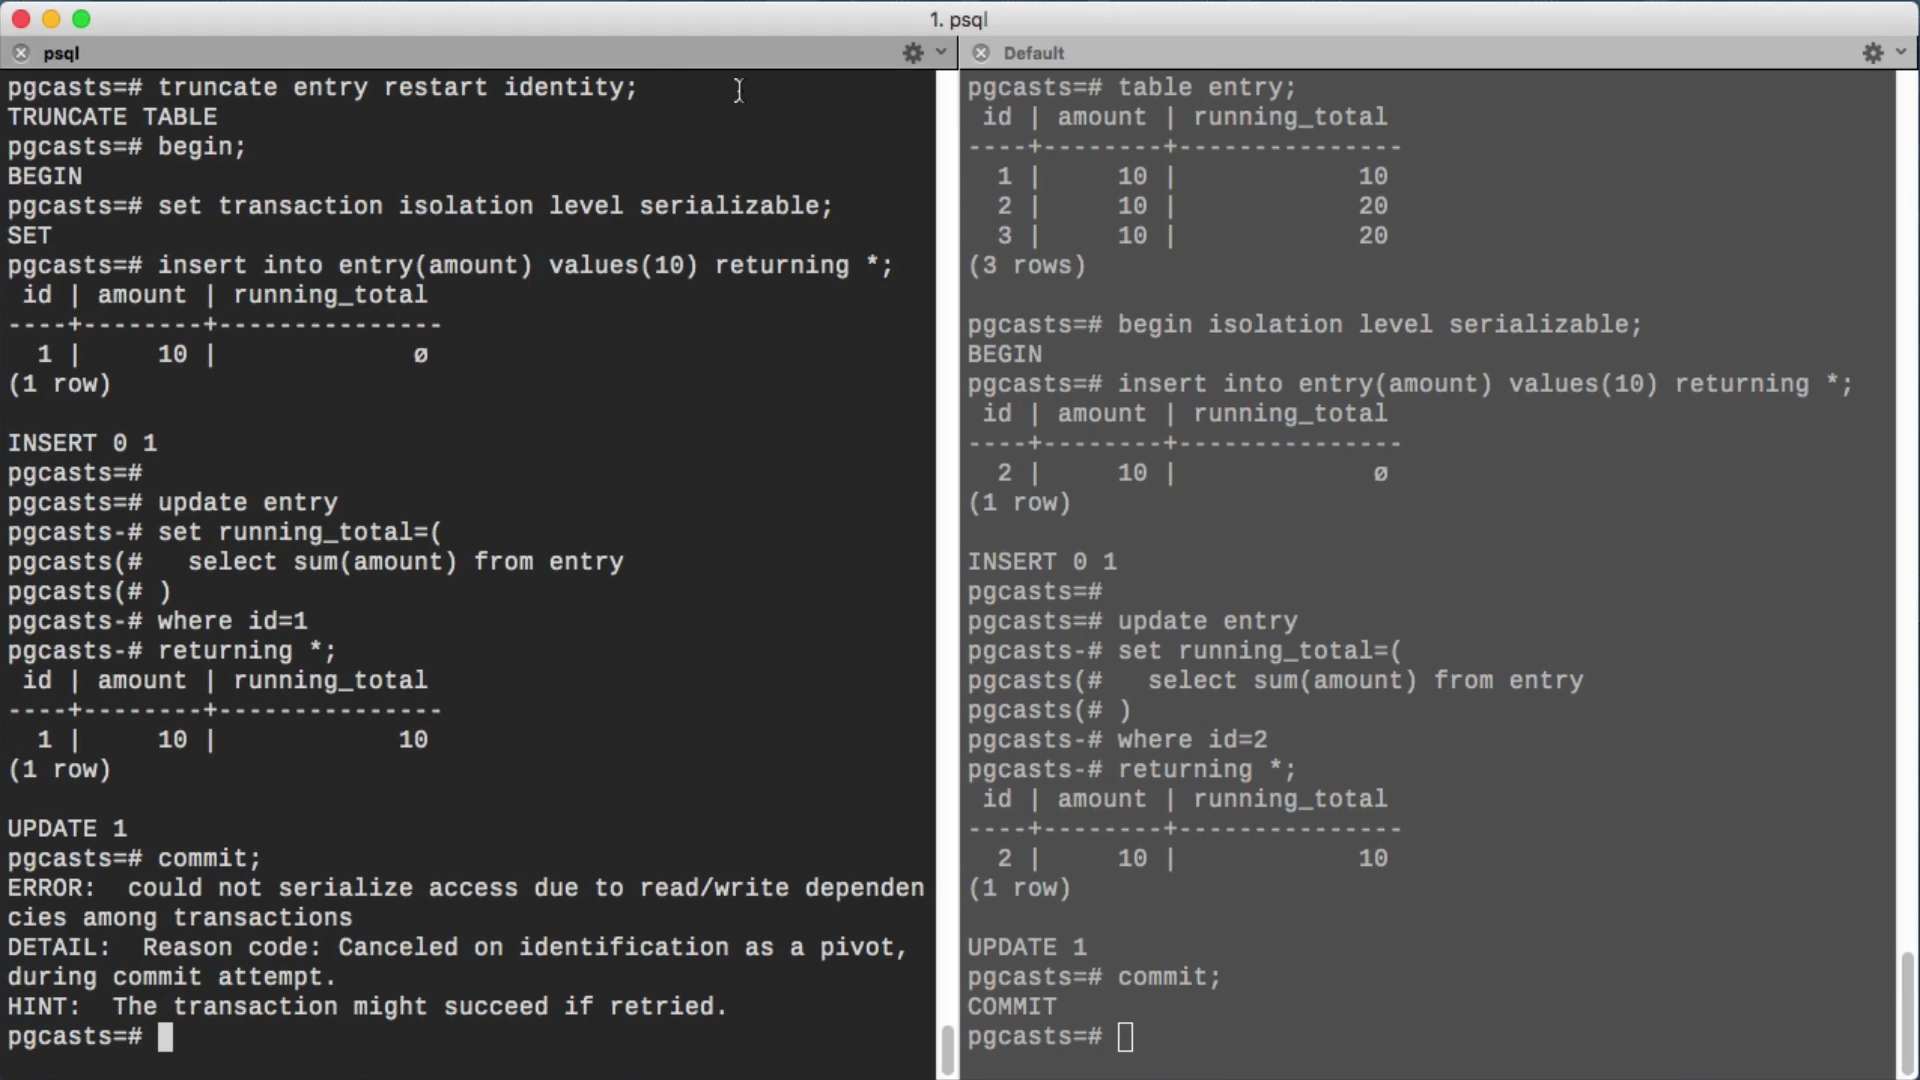 1. psql
psql
pgcasts=# truncate entry restart identity;
TRUNCATE TABLE
pgcasts=# begin;
BEGIN
pgcasts=# set transaction isolation level serializable;
SET
pgcasts=# insert into entry(amount) values(10) returning *;
 id | amount | running_total
----+--------+---------------
  1 |     10 |             ø
(1 row)

INSERT 0 1
pgcasts=#
pgcasts=# update entry
pgcasts-# set running_total=(
pgcasts(#   select sum(amount) from entry
pgcasts(# )
pgcasts-# where id=1
pgcasts-# returning *;
 id | amount | running_total
----+--------+---------------
  1 |     10 |            10
(1 row)

UPDATE 1
pgcasts=# commit;
ERROR:  could not serialize access due to read/write dependen
cies among transactions
DETAIL:  Reason code: Canceled on identification as a pivot,
during commit attempt.
HINT:  The transaction might succeed if retried.
pgcasts=#
Default
pgcasts=# table entry;
 id | amount | running_total
----+--------+---------------
  1 |     10 |            10
  2 |     10 |            20
  3 |     10 |            20
(3 rows)

pgcasts=# begin isolation level serializable;
BEGIN
pgcasts=# insert into entry(amount) values(10) returning *;
 id | amount | running_total
----+--------+---------------
  2 |     10 |             ø
(1 row)

INSERT 0 1
pgcasts=#
pgcasts=# update entry
pgcasts-# set running_total=(
pgcasts(#   select sum(amount) from entry
pgcasts(# )
pgcasts-# where id=2
pgcasts-# returning *;
 id | amount | running_total
----+--------+---------------
  2 |     10 |            10
(1 row)

UPDATE 1
pgcasts=# commit;
COMMIT
pgcasts=#